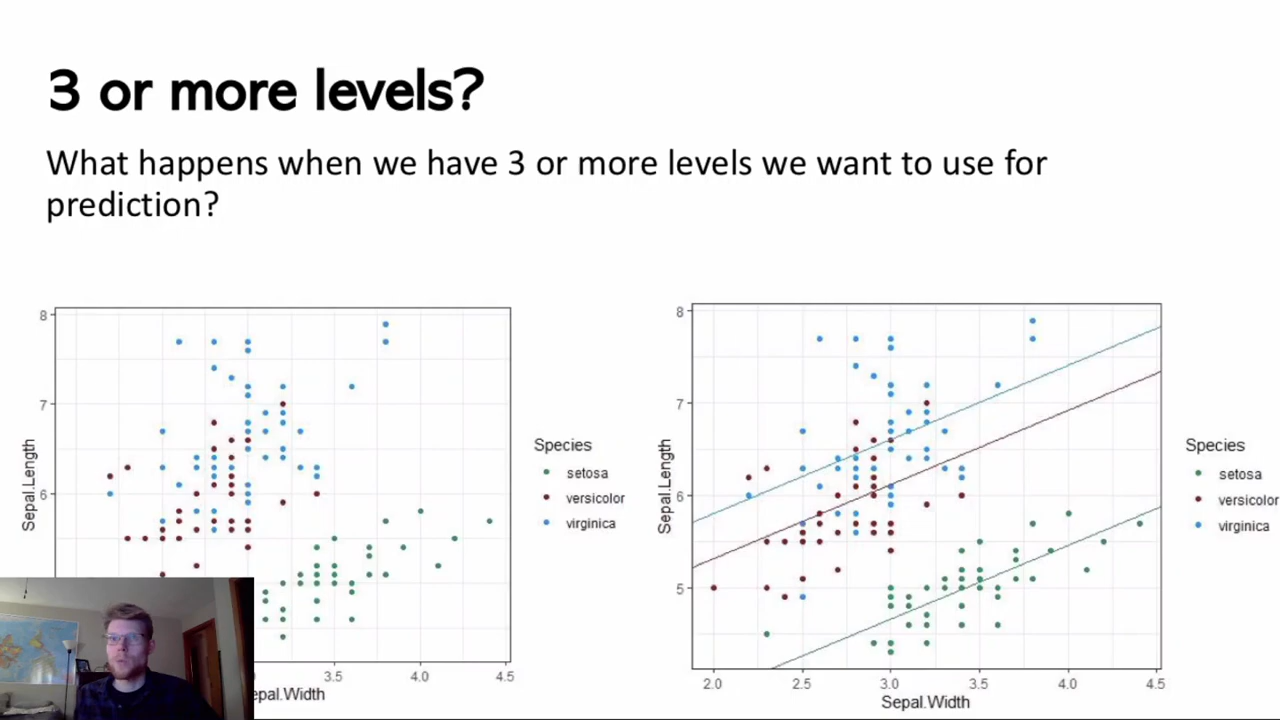 3 or more levels?
What happens when we have 3 or more levels we want to use for
prediction?
8
7
6
Sepal.Length
3.5
4.0
4.5
epal.Width
Species
setosa
versicolor
virginica
8
7
6
5
Sepal.Length
2.0
2.5
3.0
3.5
4.0
4.5
Sepal.Width
Species
setosa
versicolor
virginica